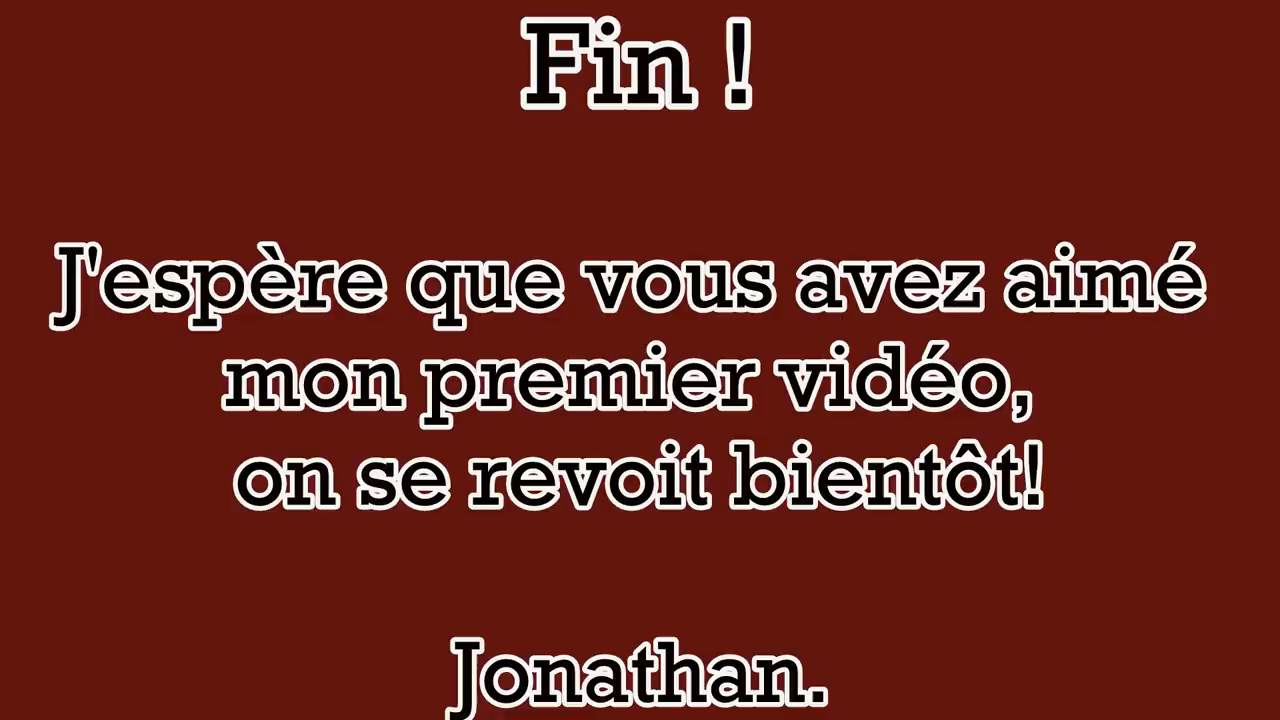 Fin !
J'espère que vous avez aimé
mon premier vidéo,
on se revoit bientôt!
Jonathan.